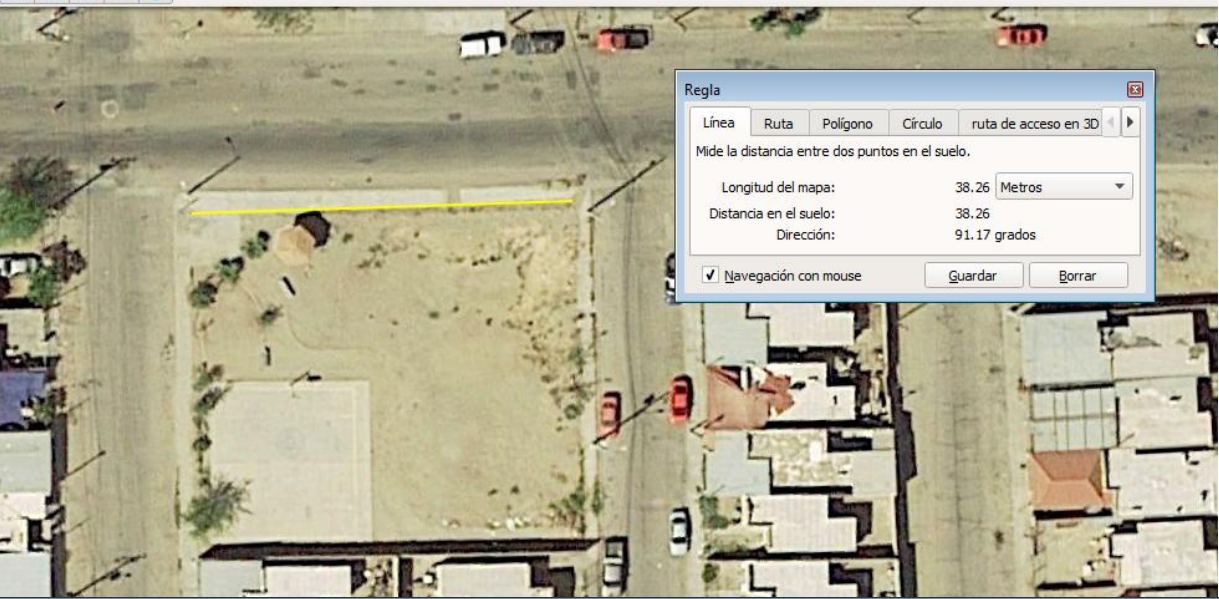 Regla
Línea Ruta Polígono Círculo ruta de acceso en 3D
Mide la distancia entre dos puntos en el suelo.
Longitud del mapa: 38.26 Metros
Distancia en el suelo: 38.26
Dirección: 91.17 grados
Navegación con mouse Guardar Borrar